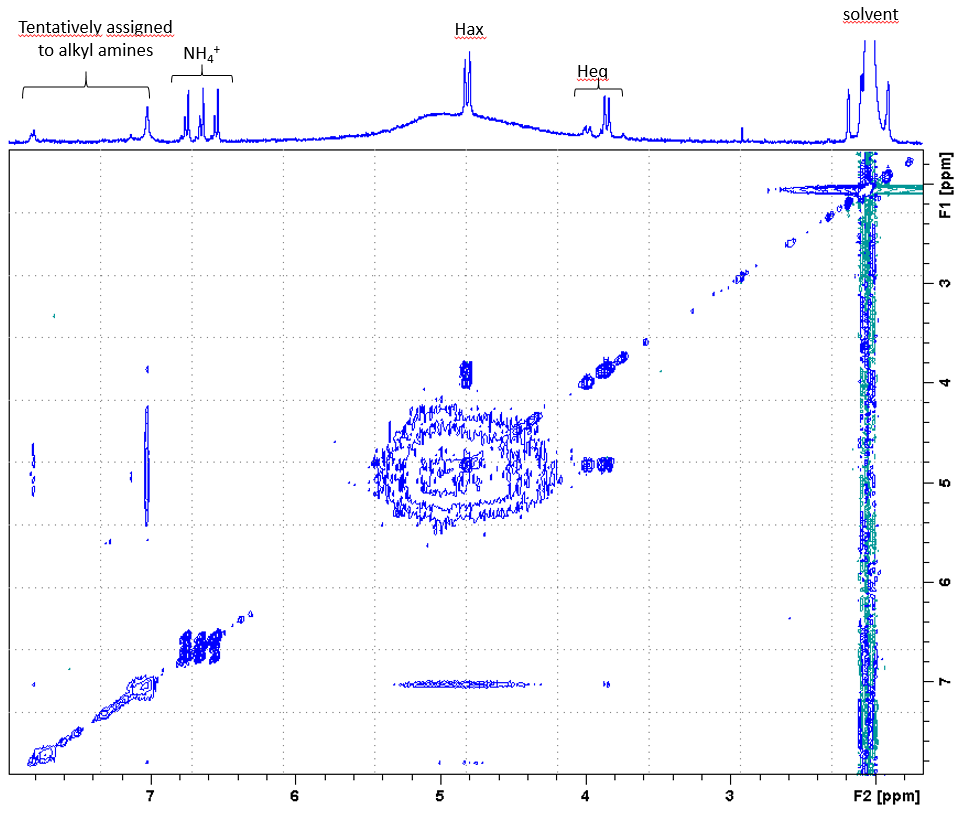 Tentatively assigned
to alkyl amines
NH4+
Hax
Heq
solvent
F1 [ppm]
3
4
5
6
7
7
6
5
4
3
F2 [ppm]